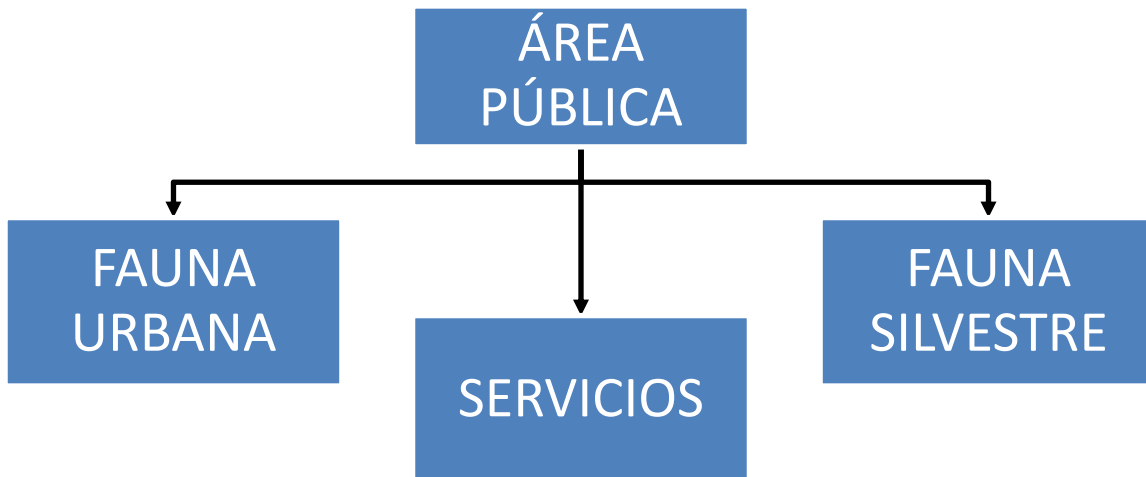 ÁREA
PÚBLICA
FAUNA
URBANA
SERVICIOS
FAUNA
SILVESTRE